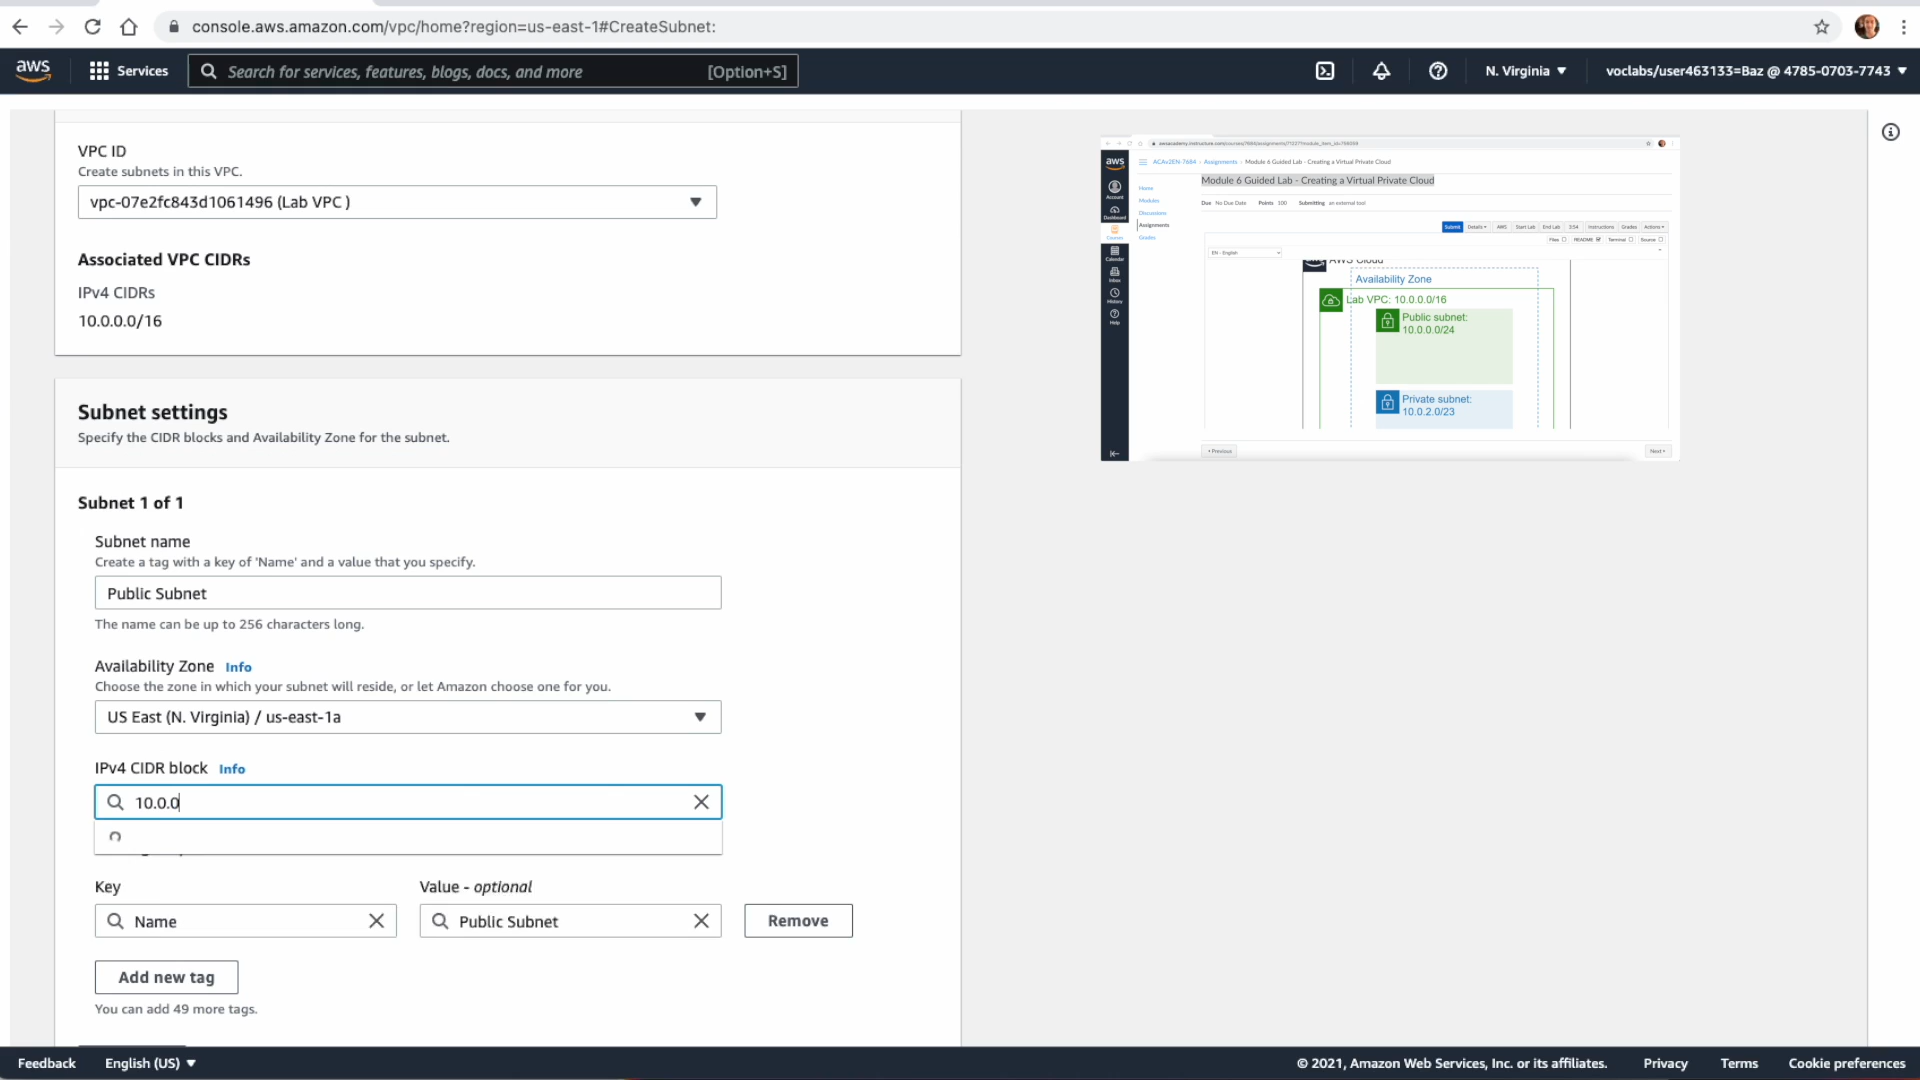 console.aws.amazon.com/vpc/home?region=us-east-1#CreateSubnet:
aws
Services
Search for services, features, blogs, docs, and more
[Option+S]
N. Virginia
voclabs/user463133=Baz @ 4785-0703-7743
VPC ID
Create subnets in this VPC.
vpc-07e2fc843d1061496 (Lab VPC )
Associated VPC CIDRs
IPv4 CIDRs
10.0.0.0/16
Subnet settings
Specify the CIDR blocks and Availability Zone for the subnet.
Subnet 1 of 1
Subnet name
Create a tag with a key of 'Name' and a value that you specify.
Public Subnet
The name can be up to 256 characters long.
Availability Zone Info
Choose the zone in which your subnet will reside, or let Amazon choose one for you.
US East (N. Virginia) / us-east-1a
IPv4 CIDR block Info
10.0.0
Key
Value - optional
Name
Public Subnet
Remove
Add new tag
You can add 49 more tags.
aws
Account
Dashboard
Courses
Calendar
Inbox
History
Help
ACAv2EN-7684 › Assignments › Module 6 Guided Lab - Creating a Virtual Private Cloud
Home
Modules
Discussions
Assignments
Grades
Module 6 Guided Lab - Creating a Virtual Private Cloud
Due No Due Date Points 100 Submitting an external tool
Submit Details AWS Start Lab End Lab Instructions Grades Actions
Files README Terminal Source
EN - English
AWS Cloud
Availability Zone
Lab VPC: 10.0.0.0/16
Public subnet:
10.0.0.0/24
Private subnet:
10.0.2.0/23
Previous
Next
Feedback
English (US)
© 2021, Amazon Web Services, Inc. or its affiliates.
Privacy
Terms
Cookie preferences